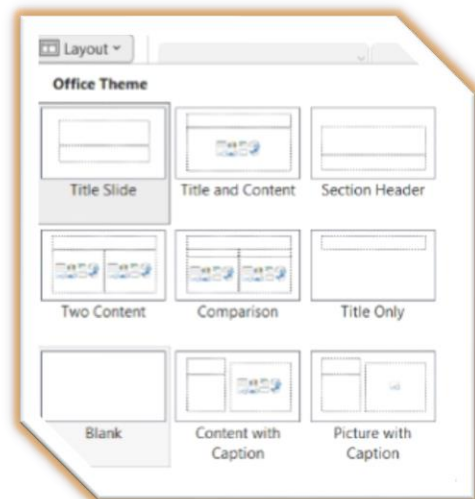 Layout
Office Theme
Title Slide
Title and Content
Section Header
Two Content
Comparison
Title Only
Blank
Content with
Caption
Picture with
Caption